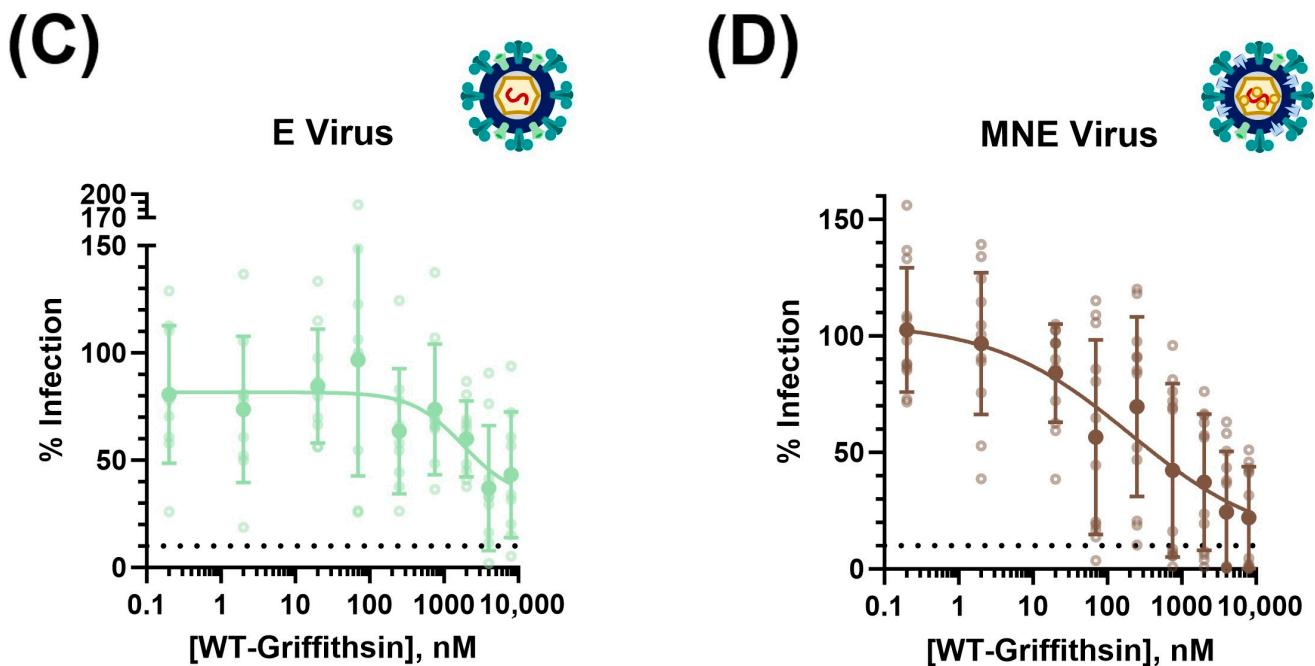 (C)
E Virus
% Infection
200
170
150
100
50
0
0.1 1 10 100 1000 10,000
[WT-Griffithsin], nM
(D)
MNE Virus
% Infection
150
100
50
0
0.1 1 10 100 1000 10,000
[WT-Griffithsin], nM